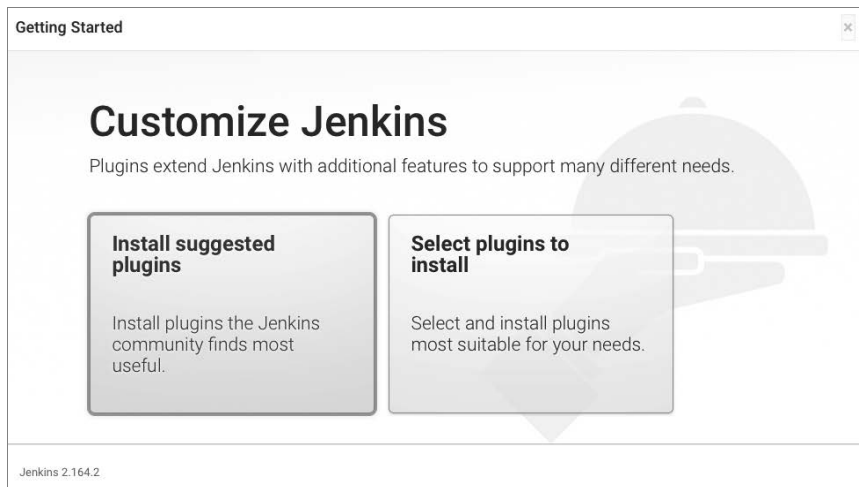 Getting Started
×
Customize Jenkins
Plugins extend Jenkins with additional features to support many different needs.
Install suggested
plugins
Install plugins the Jenkins
community finds most
useful.
Select plugins to
install
Select and install plugins
most suitable for your needs.
Jenkins 2.164.2